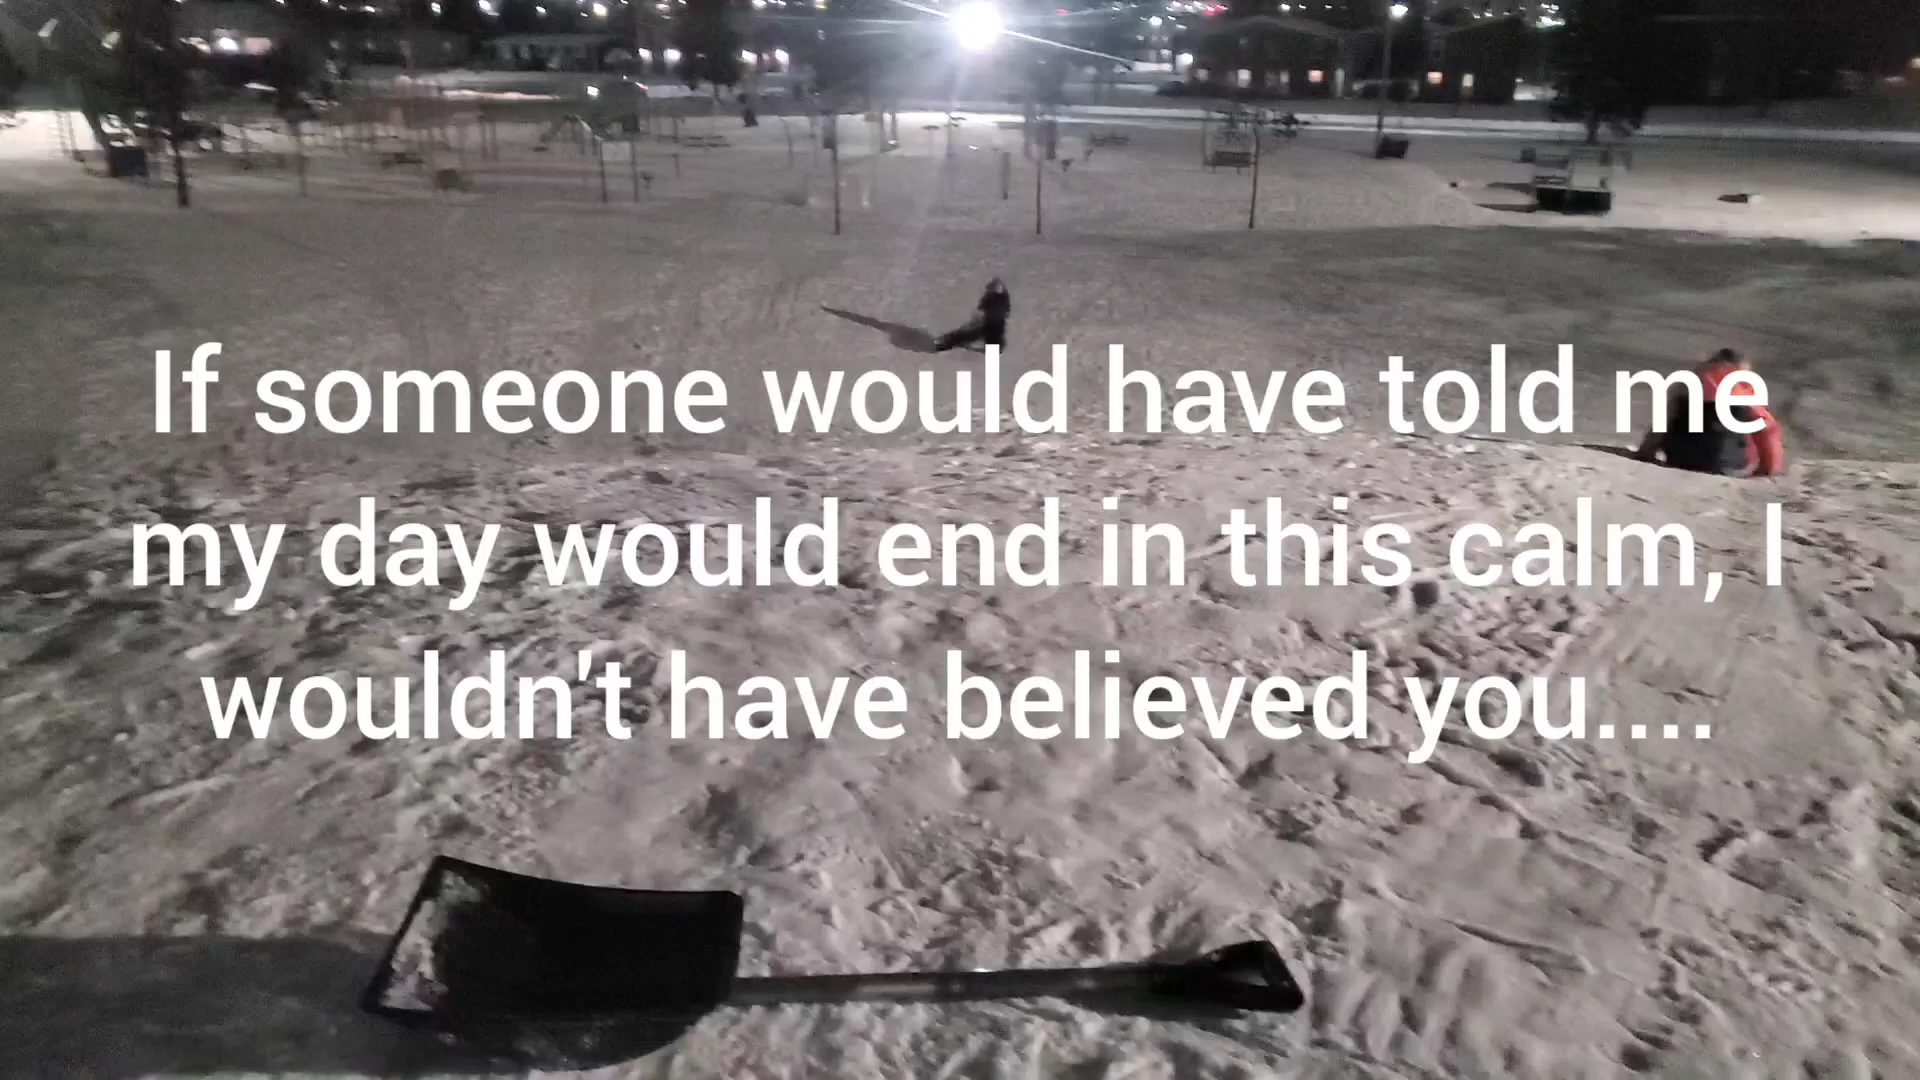 If someone would have told me
my day would end in this calm, I
wouldn't have believed you....